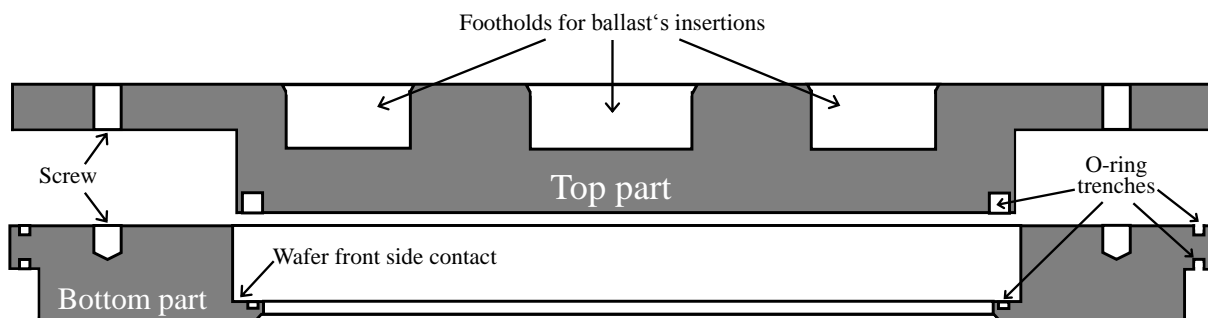 Footholds for ballast‘s insertions
Screw
Top part
O-ring
trenches
Wafer front side contact
Bottom part